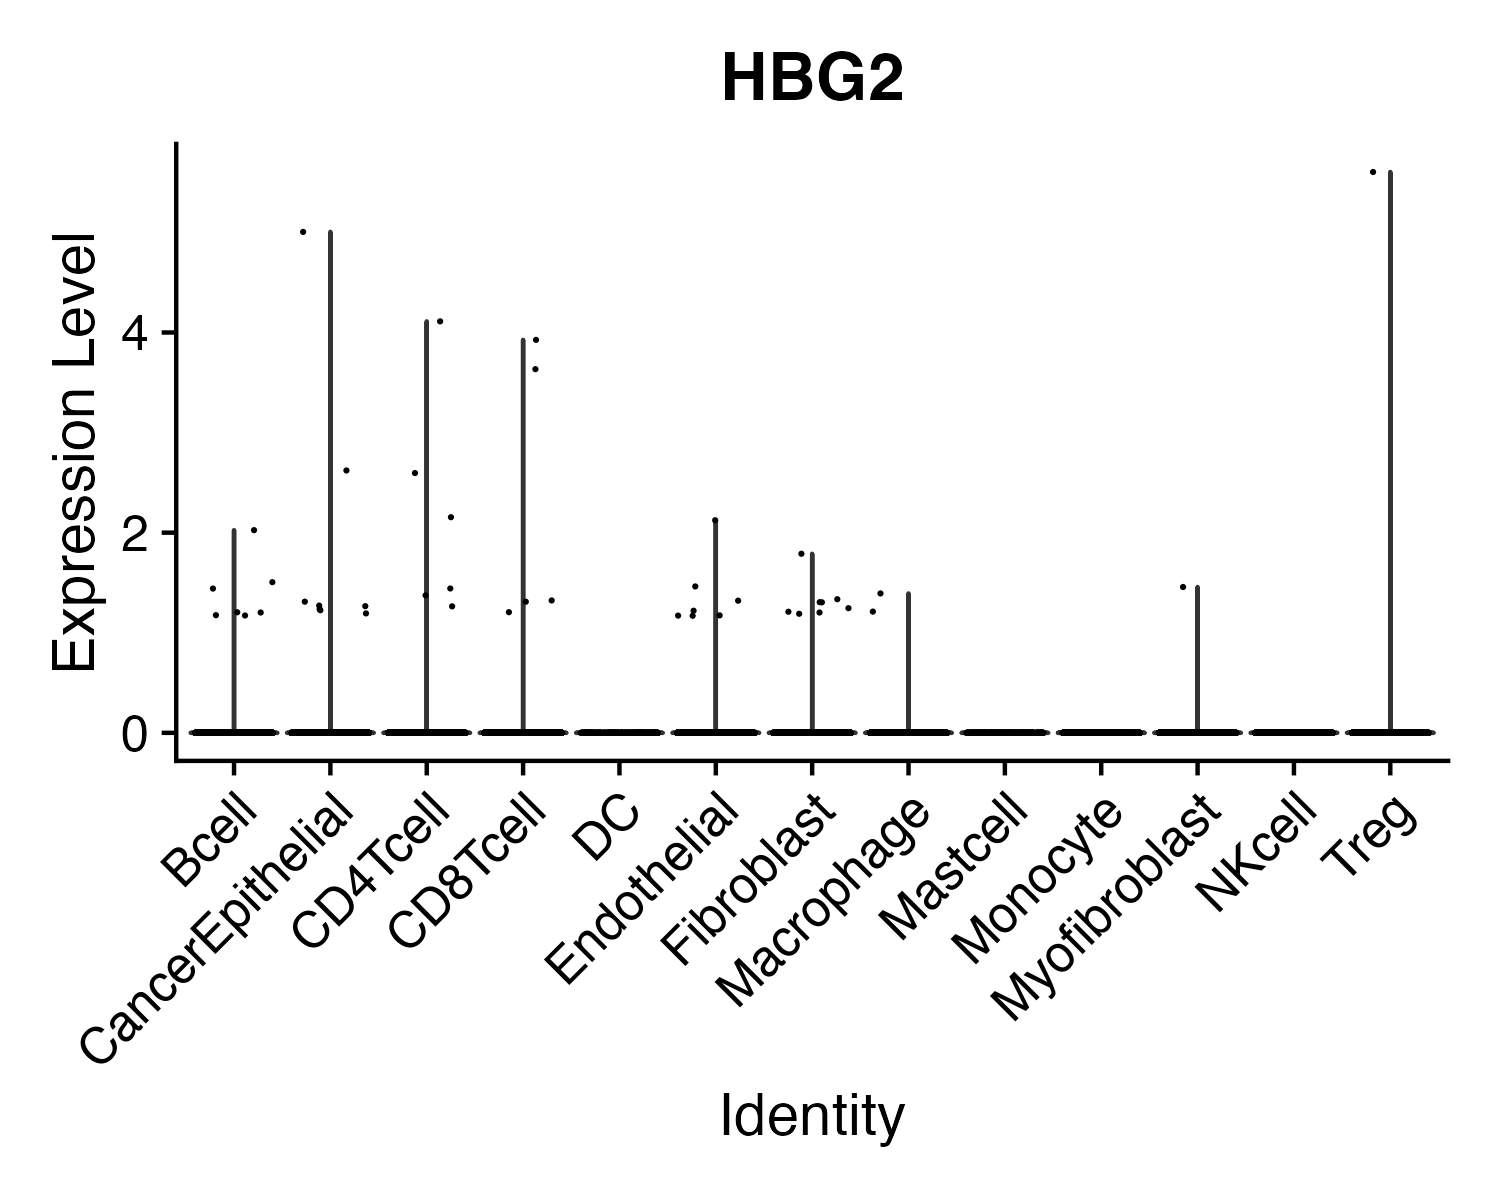 HBG2
Expression Level
4
2
0
Bcell
CancerEpithelial
CD4Tcell
CD8Tcell
DC
Endothelial
Fibroblast
Macrophage
Mastcell
Monocyte
Myofibroblast
NKcell
Treg
Identity